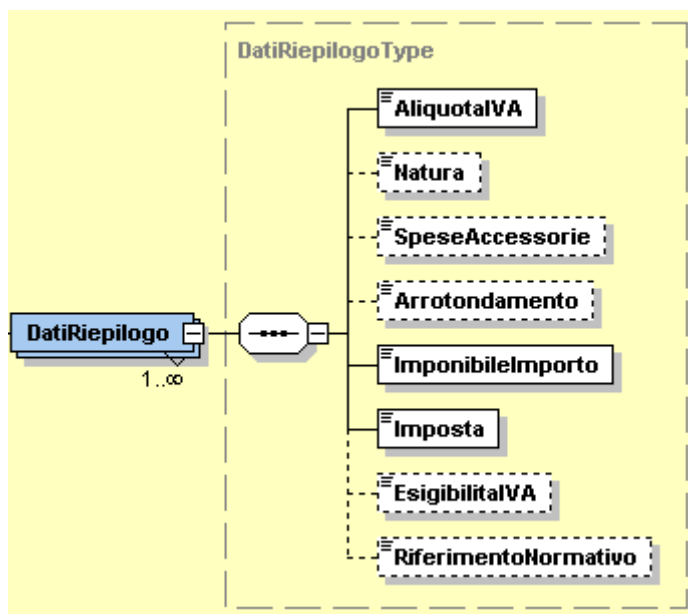 DatiRiepilogoType
AliquotaIVA
Natura
SpeseAccessorie
Arrotondamento
DatiRiepilogo
1..∞
ImponibileImporto
Imposta
EsigibilitaIVA
RiferimentoNormativo